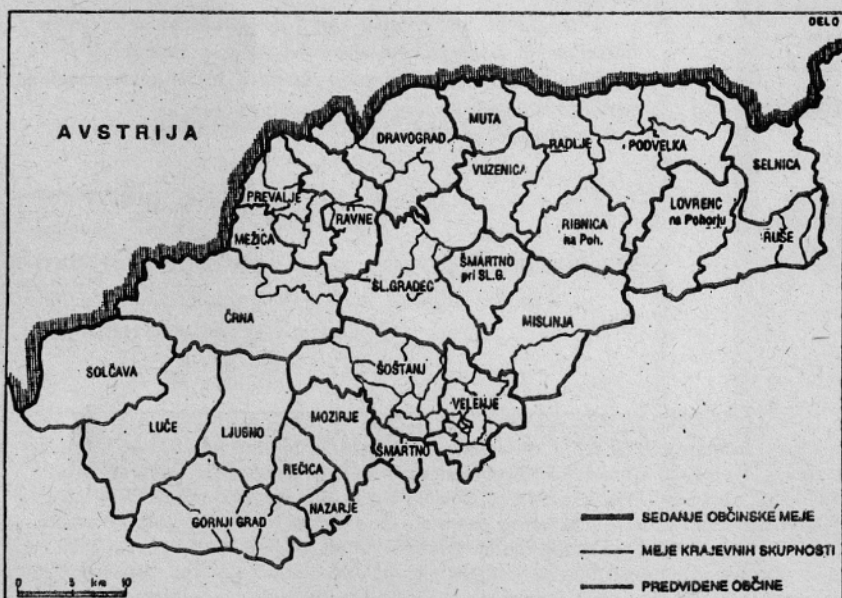 DELO
AVSTRIJA
MUTA
DRAVOGRAD
RADLJE
PODVELKA
SELNICA
VUZENICA
PREVALJE
RAVNE
LOVRENC
na Pohorju
MEŽICA
RIBNICA
na Poh.
RUŠE
ŠMARTNO
pri SL.G.
SL.GRADEC
ČRNA
MISLINJA
SOLČAVA
ŠOŠTANJ
VELENJE
LUČE
LJUBNO
MOZIRJE
ŠMARTNO
REČICA
NAZARJE
GORNJI GRAD
SEDANJE OBČINSKE MEJE
MEJE KRAJEVNIH SKUPNOSTI
PREDVIDENE OBČINE
0 5 km 10